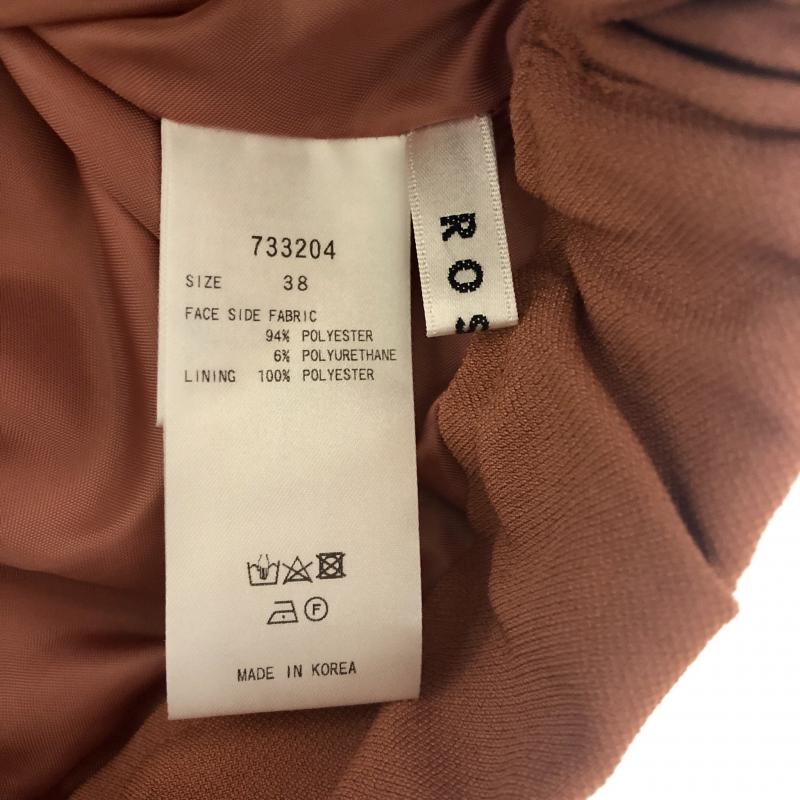 733204
SIZE 38
FACE SIDE FABRIC
94% POLYESTER
6% POLYURETHANE
LINING 100% POLYESTER
F
MADE IN KOREA
ROS